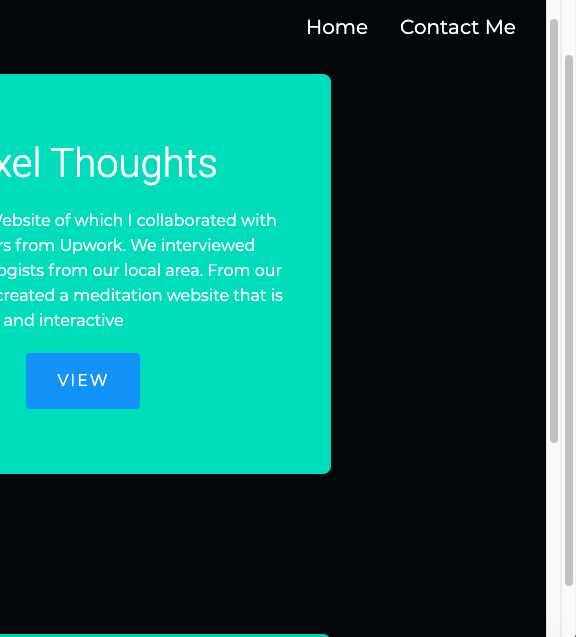 Home Contact Me
xel Thoughts
Website of which I collaborated with
rs from Upwork. We interviewed
ogists from our local area. From our
created a meditation website that is
and interactive
VIEW